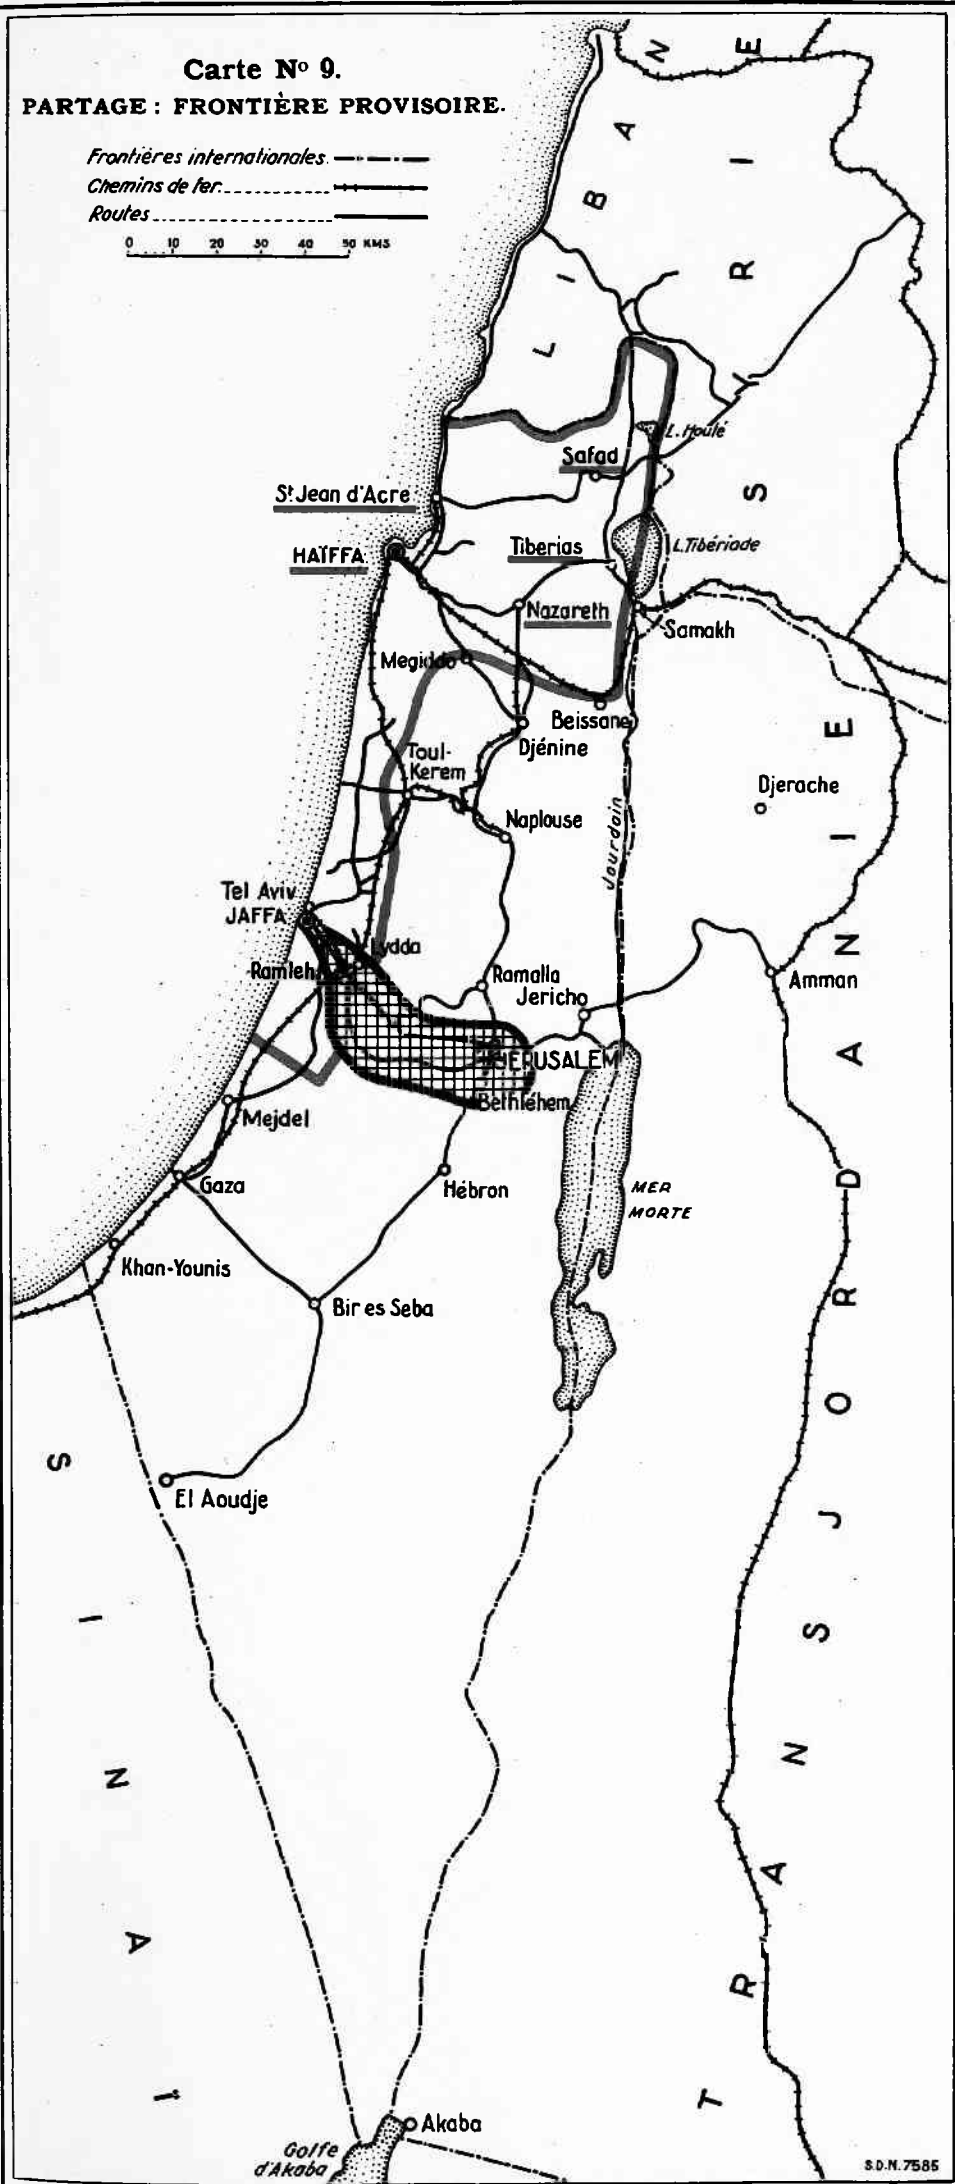 Carte Nº 9.
PARTAGE : FRONTIÈRE PROVISOIRE.
Frontières internationales
Chemins de fer
Routes
0 10 20 30 40 50 KMS
LIBAN
SYRIE
L. Houlé
Safad
St Jean d'Acre
HAÏFFA
Tiberias
L. Tibériade
Nazareth
Samakh
Megiddo
Beissane
Djénine
Toul-
Kerem
Djerache
Naplouse
Jourdain
Tel Aviv
JAFFA
Lydda
Ramleh
Ramalla
Jericho
Amman
JERUSALEM
Bethléhem
Mejdel
Gaza
Hébron
MER
MORTE
Khan-Younis
Bir es Seba
El Aoudje
SINAÏ
TRANSJORDANIE
Akaba
Golfe
d'Akaba
S.D.N. 7585